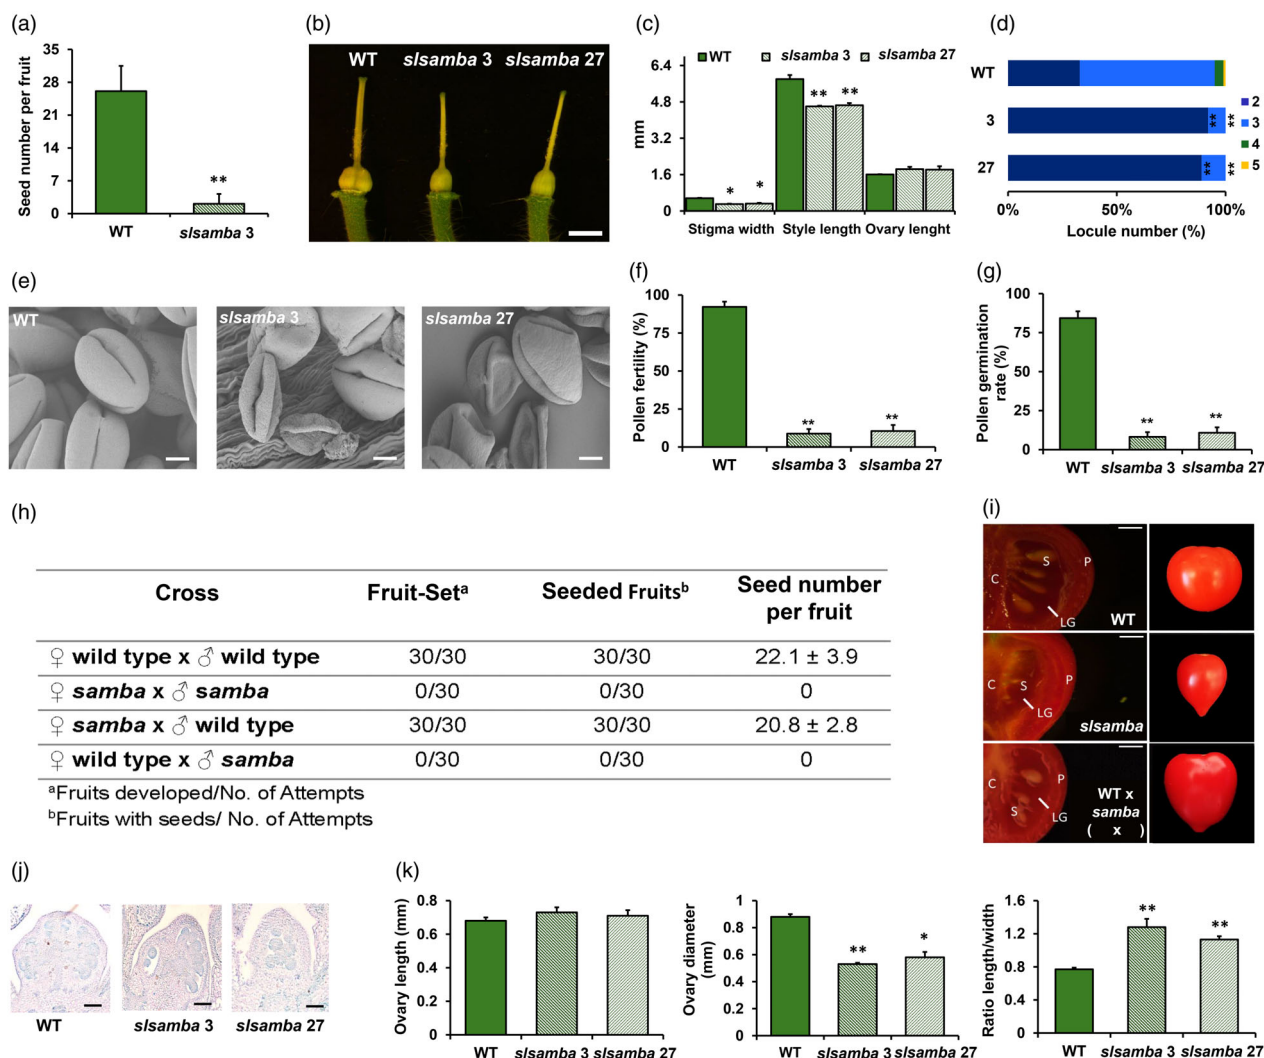 (a)
35
28
21
14
7
0
Seed number per fruit
**
WT
slsamba 3
(b)
WT
slsamba 3
slsamba 27
(c)
WT
slsamba 3
slsamba 27
6.4
4.8
3.2
1.6
0
mm
*
*
**
**
Stigma width
Style length
Ovary lenght
(d)
WT
3
27
**
**
**
**
2
3
4
5
0%
50%
100%
Locule number (%)
(e)
WT
slsamba 3
slsamba 27
(f)
100
75
50
25
0
Pollen fertility (%)
**
**
WT
slsamba 3
slsamba 27
(g)
100
75
50
25
0
Pollen germination
rate (%)
**
**
WT
slsamba 3
slsamba 27
(h)
Cross Fruit-Setᵃ Seeded Fruitsᵇ Seed number
per fruit
♀ wild type x ♂ wild type 30/30 30/30 22.1 ± 3.9
♀ samba x ♂ samba 0/30 0/30 0
♀ samba x ♂ wild type 30/30 30/30 20.8 ± 2.8
♀ wild type x ♂ samba 0/30 0/30 0
ᵃFruits developed/No. of Attempts
ᵇFruits with seeds/ No. of Attempts
(i)
C
S
P
LG
WT
C
S
P
LG
slsamba
C
S
P
LG
WT x
samba
( x )
(j)
WT
slsamba 3
slsamba 27
(k)
0.8
0.6
0.4
0.2
0
Ovary length (mm)
WT
slsamba 3
slsamba 27
1
0.8
0.6
0.4
0.2
0
Ovary diameter
(mm)
**
*
WT
slsamba 3
slsamba 27
1.6
1.2
0.8
0.4
0
Ratio length/width
**
**
WT
slsamba 3
slsamba 27